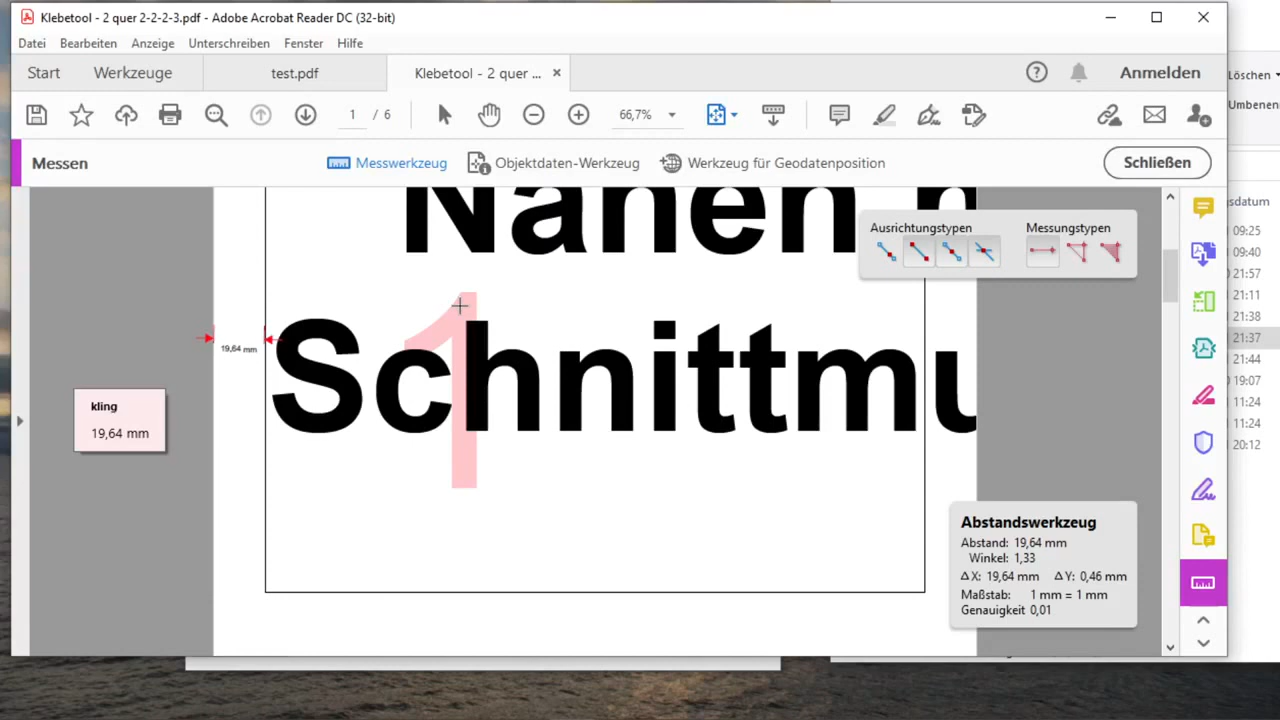 Klebetool - 2 quer 2-2-2-3.pdf - Adobe Acrobat Reader DC (32-bit)
Datei Bearbeiten Anzeige Unterschreiben Fenster Hilfe
Start Werkzeuge test.pdf Klebetool - 2 quer ... Anmelden
1 / 6 66,7%
Messen Messwerkzeug Objektdaten-Werkzeug Werkzeug für Geodatenposition Schließen
Ausrichtungstypen Messungstypen
1
Schnittmu
19,64 mm
kling
19,64 mm
Abstandswerkzeug
Abstand: 19,64 mm
Winkel: 1,33
Δ X: 19,64 mm Δ Y: 0,46 mm
Maßstab: 1 mm = 1 mm
Genauigkeit 0,01
Löschen
Umbenen
sdatum
09:25
09:40
21:57
21:11
21:38
21:37
21:44
19:07
11:24
11:24
20:12